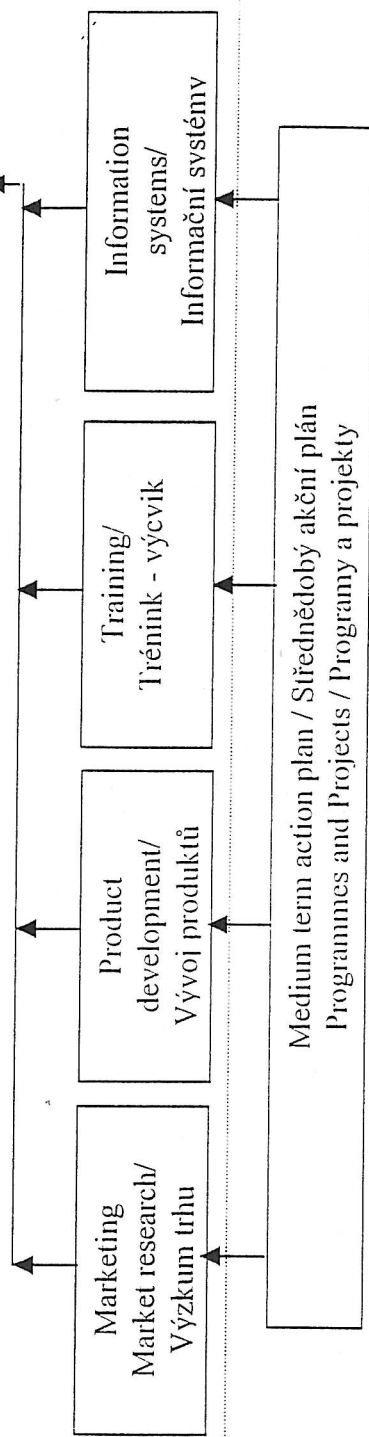 Marketing
Market research/
Výzkum trhu
Product
development/
Vývoj produktů
Training/
Trénink - výcvik
Information
systems/
Informační systémy
Medium term action plan / Střednědobý akční plán
Programmes and Projects / Programy a projekty